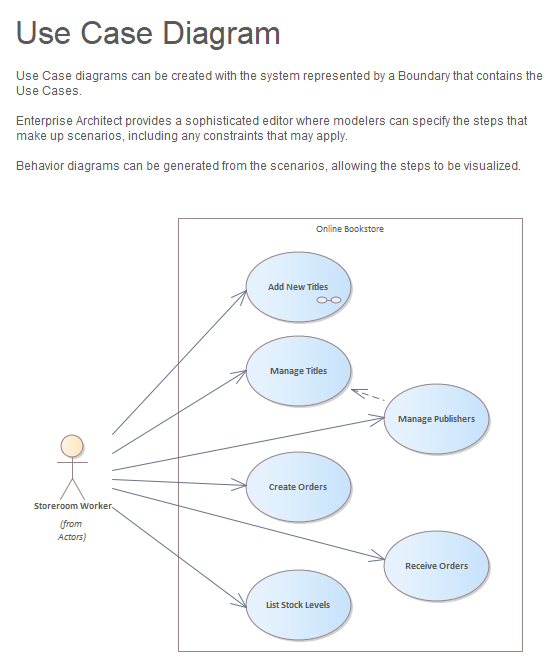 Use Case Diagram
Use Case diagrams can be created with the system represented by a Boundary that contains the
Use Cases.
Enterprise Architect provides a sophisticated editor where modelers can specify the steps that
make up scenarios, including any constraints that may apply.
Behavior diagrams can be generated from the scenarios, allowing the steps to be visualized.
Online Bookstore
Add New Titles
Manage Titles
Manage Publishers
Create Orders
Storeroom Worker
(from
Actors)
Receive Orders
List Stock Levels